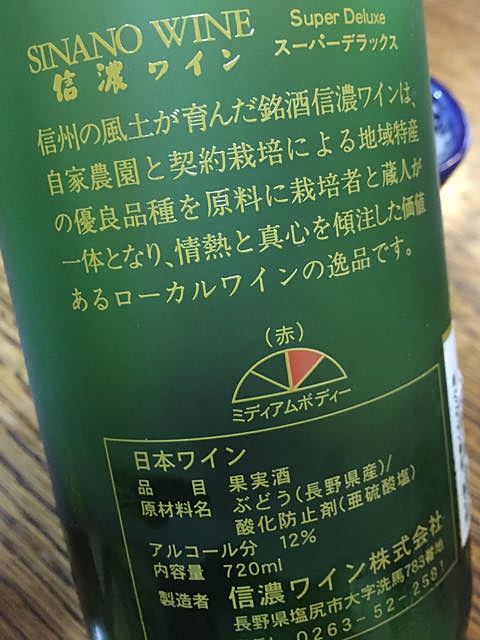 SINANO WINE
信濃ワイン
Super Deluxe
スーパーデラックス
信州の風土が育んだ銘酒信濃ワインは、
自家農園と契約栽培による地域特産
の優良品種を原料に栽培者と蔵人が
一体となり、情熱と真心を傾注した価値
あるローカルワインの逸品です。
(赤)
ミディアムボディー
日本ワイン
品目 果実酒
原材料名 ぶどう(長野県産)/
酸化防止剤(亜硫酸塩)
アルコール分 12%
内容量 720ml
製造者 信濃ワイン株式会社
長野県塩尻市大字洗馬783番地
0263-52-2581